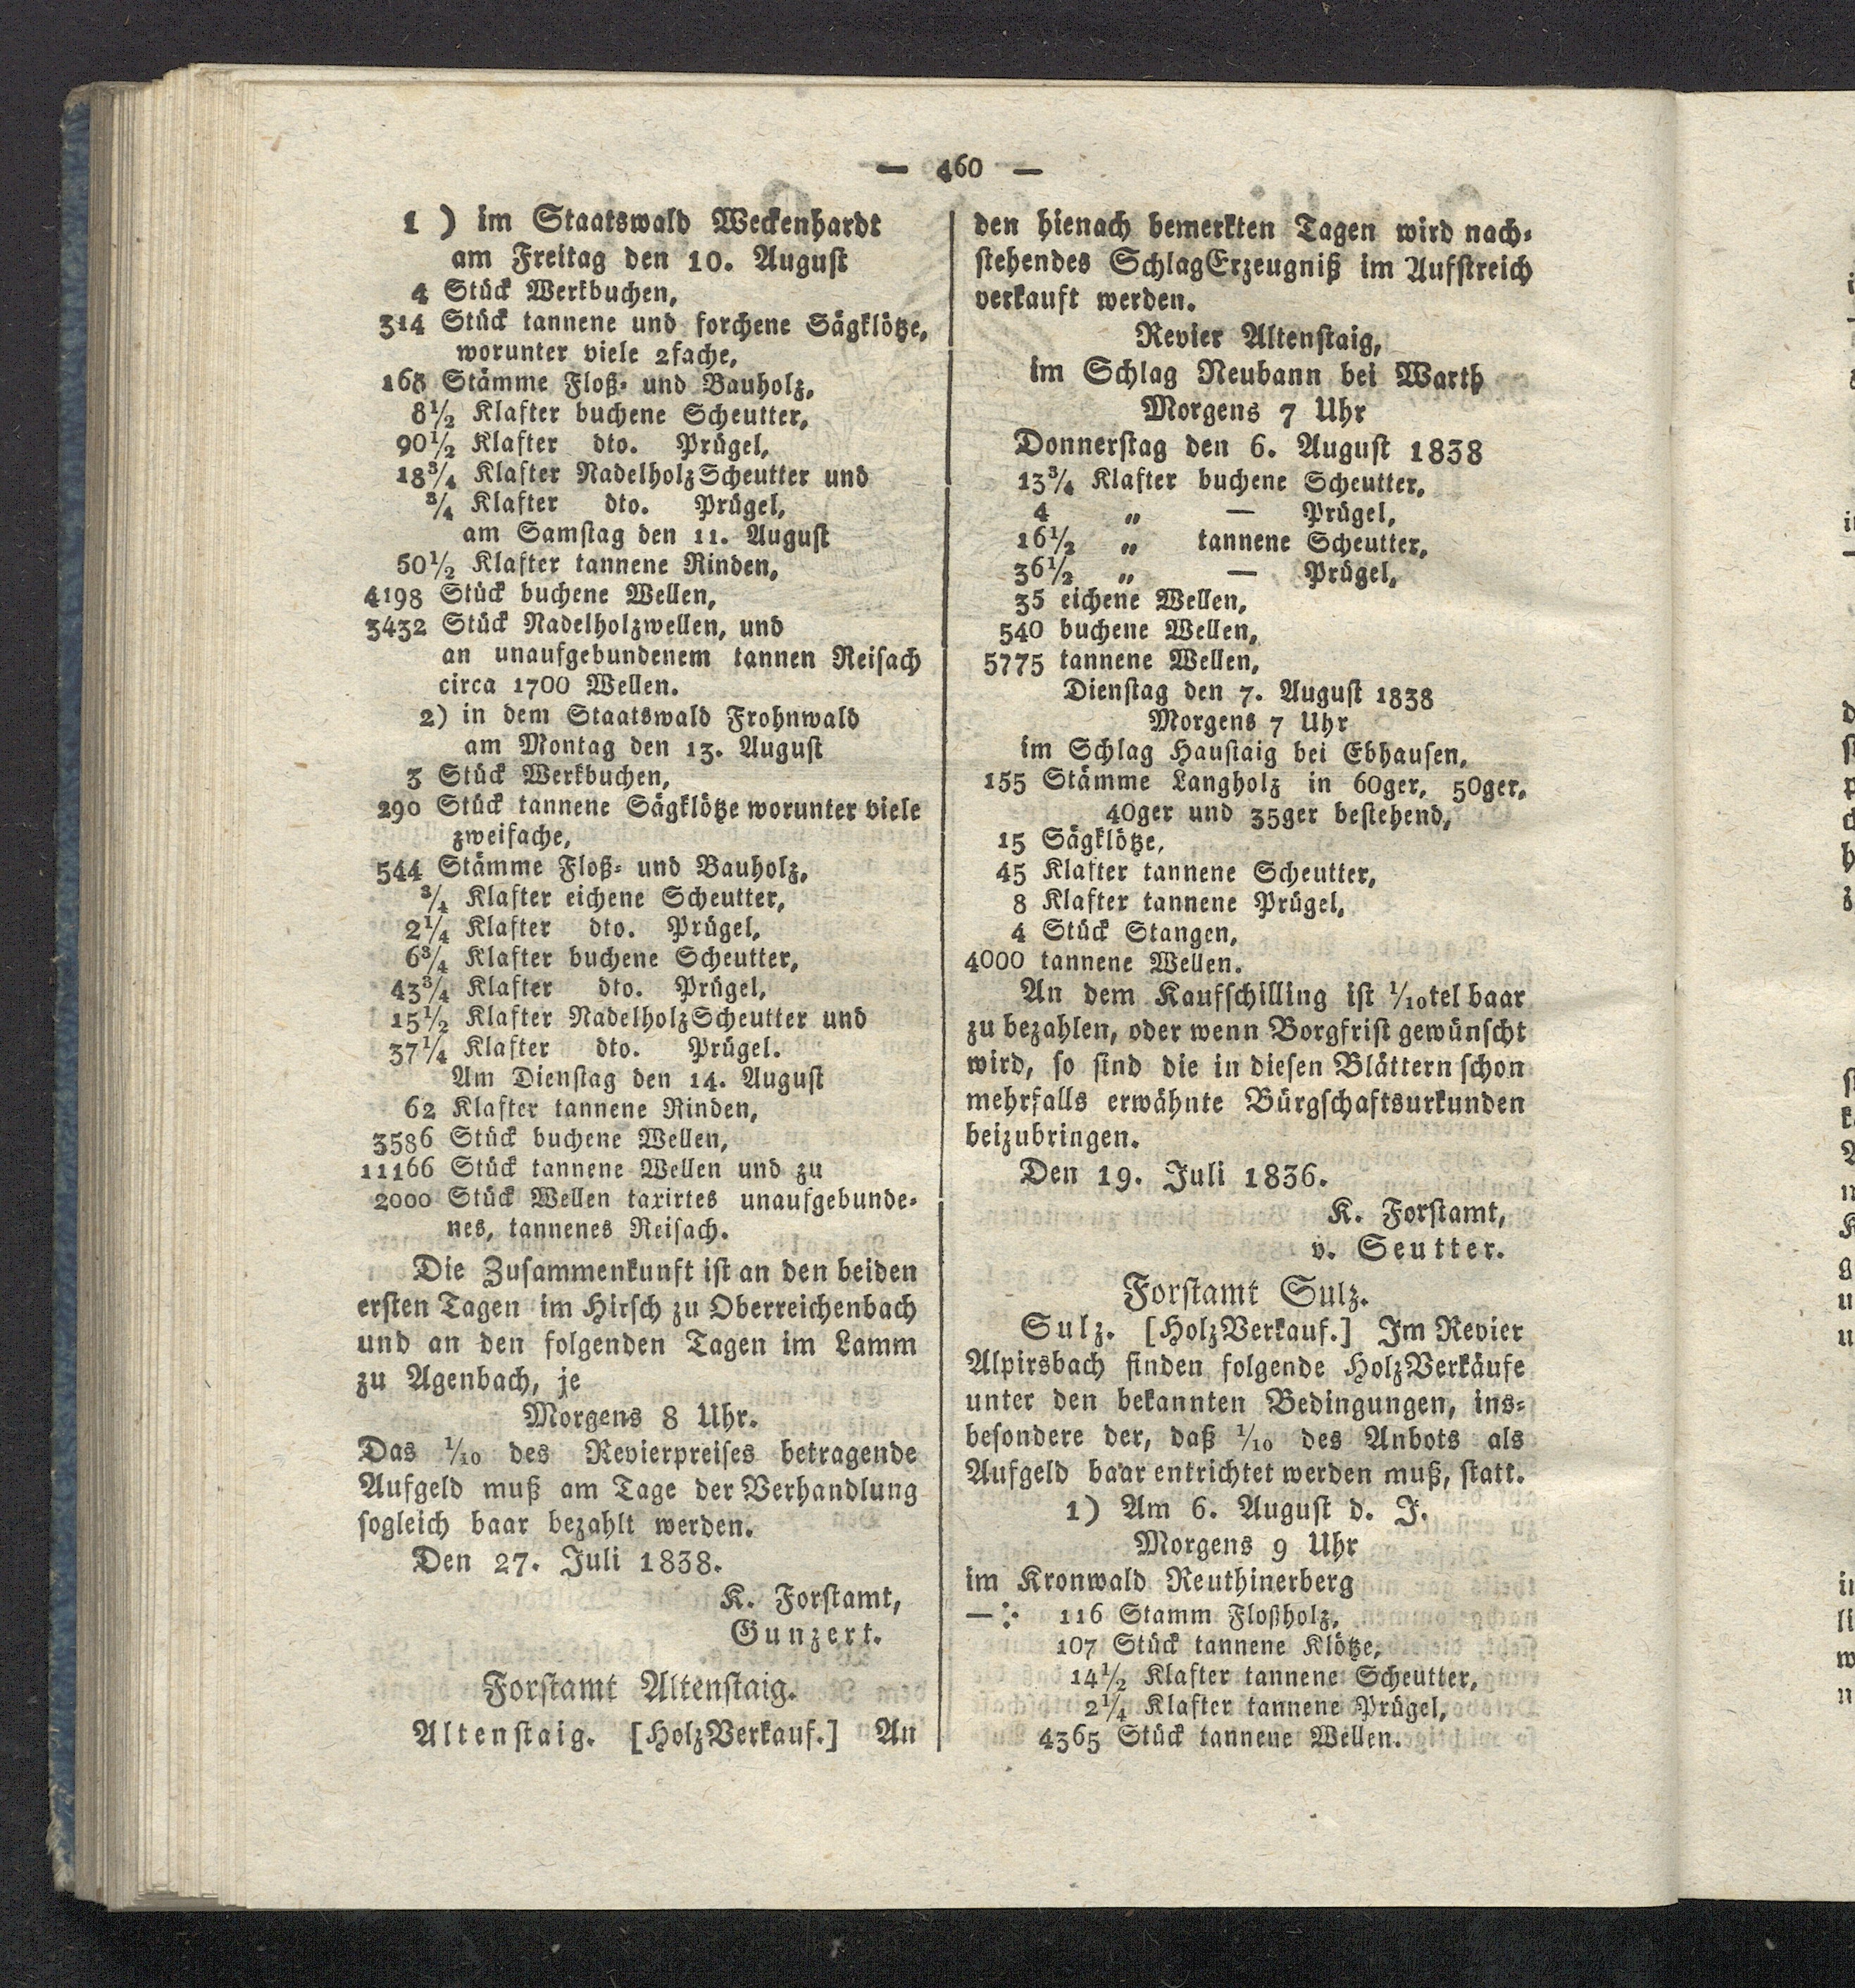 — 460 —
1 ) im Staatswald Weckenhardt
am Freitag den 10. August
4 Stück Werkbuchen,
314 Stück tannene und forchene Sägklötze,
worunter viele 2fache,
168 Stämme Floß- und Bauholz,
8½ Klafter buchene Scheutter,
90½ Klafter dto. Prügel,
18¾ Klafter NadelholzScheutter und
¾ Klafter dto. Prügel,
am Samstag den 11. August
50½ Klafter tannene Rinden,
4198 Stück buchene Wellen,
3432 Stück Nadelholzwellen, und
an unaufgebundenem tannen Reisach
circa 1700 Wellen.
2) in dem Staatswald Frohnwald
am Montag den 13. August
3 Stück Werkbuchen,
290 Stück tannene Sägklötze worunter viele
zweifache,
544 Stämme Floß- und Bauholz,
¾ Klafter eichene Scheutter,
2¼ Klafter dto. Prügel,
6¾ Klafter buchene Scheutter,
43¾ Klafter dto. Prügel,
15½ Klafter NadelholzScheutter und
37¼ Klafter dto. Prügel.
Am Dienstag den 14. August
62 Klafter tannene Rinden,
3586 Stück buchene Wellen,
11166 Stück tannene Wellen und zu
2000 Stück Wellen taxirtes unaufgebunde-
nes, tannenes Reisach.
Die Zusammenkunft ist an den beiden
ersten Tagen im Hirsch zu Oberreichenbach
und an den folgenden Tagen im Lamm
zu Agenbach, je
Morgens 8 Uhr.
Das 1/10 des Revierpreises betragende
Aufgeld muß am Tage der Verhandlung
sogleich baar bezahlt werden.
Den 27. Juli 1838.
K. Forstamt,
Gunzert.
Forstamt Altenstaig.
Altenstaig. [HolzVerkauf.] An
den hienach bemerkten Tagen wird nach-
stehendes SchlagErzeugniß im Aufstreich
verkauft werden.
Revier Altenstaig,
im Schlag Neubann bei Warth
Morgens 7 Uhr
Donnerstag den 6. August 1838
13¾ Klafter buchene Scheutter,
4 „ — Prügel,
16½ „ tannene Scheutter,
36½ „ — Prügel,
35 eichene Wellen,
540 buchene Wellen,
5775 tannene Wellen,
Dienstag den 7. August 1838
Morgens 7 Uhr
im Schlag Haustaig bei Ebhausen,
155 Stämme Langholz in 60ger, 50ger,
40ger und 35ger bestehend,
15 Sägklötze,
45 Klafter tannene Scheutter,
8 Klafter tannene Prügel,
4 Stück Stangen,
4000 tannene Wellen.
An dem Kaufschilling ist 1/10tel baar
zu bezahlen, oder wenn Borgfrist gewünscht
wird, so sind die in diesen Blättern schon
mehrfalls erwähnte Bürgschaftsurkunden
beizubringen.
Den 19. Juli 1836.
K. Forstamt,
v. Seutter.
Forstamt Sulz.
Sulz. [HolzVerkauf.] Im Revier
Alpirsbach finden folgende HolzVerkäufe
unter den bekannten Bedingungen, ins-
besondere der, daß 1/10 des Anbots als
Aufgeld baar entrichtet werden muß, statt.
1) Am 6. August d. J.
Morgens 9 Uhr
im Kronwald Reuthinerberg
—:· 116 Stamm Floßholz,
107 Stück tannene Klötze,
14½ Klafter tannene Scheutter,
2¼ Klafter tannene Prügel,
4365 Stück tannene Wellen.